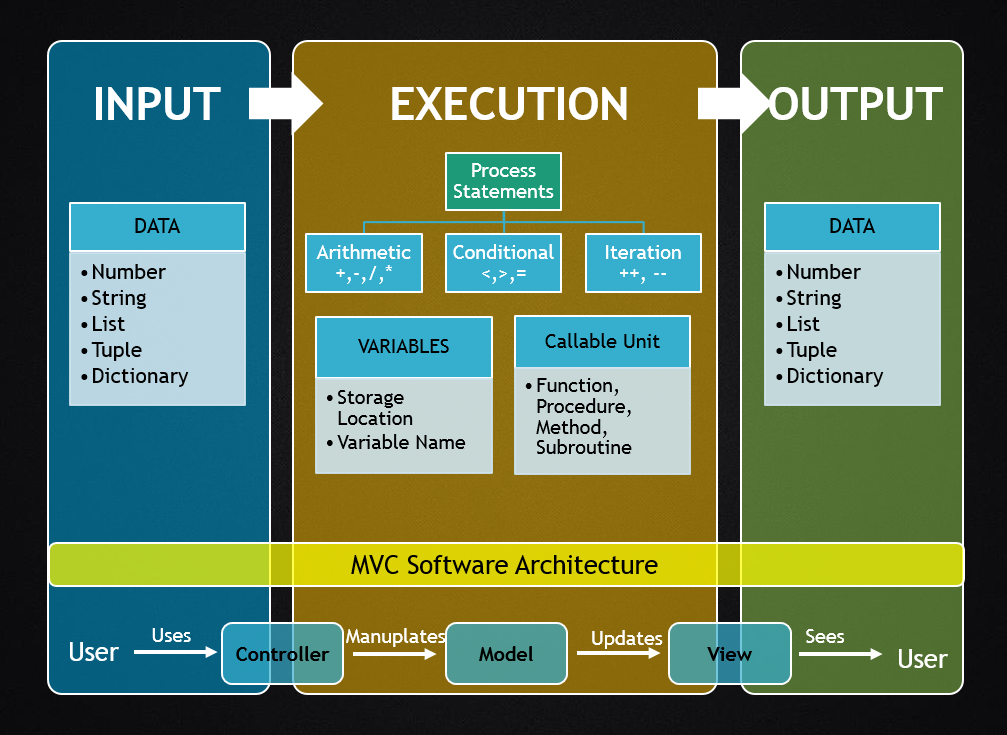 INPUT
EXECUTION
OUTPUT
Process
Statements
Arithmetic
+,-,/,*
Conditional
<,>,=
Iteration
++, --
DATA
•Number
•String
•List
•Tuple
•Dictionary
VARIABLES
•Storage
Location
•Variable Name
Callable Unit
•Function,
Procedure,
Method,
Subroutine
DATA
•Number
•String
•List
•Tuple
•Dictionary
MVC Software Architecture
User
Uses
Controller
Manuplates
Model
Updates
View
Sees
User